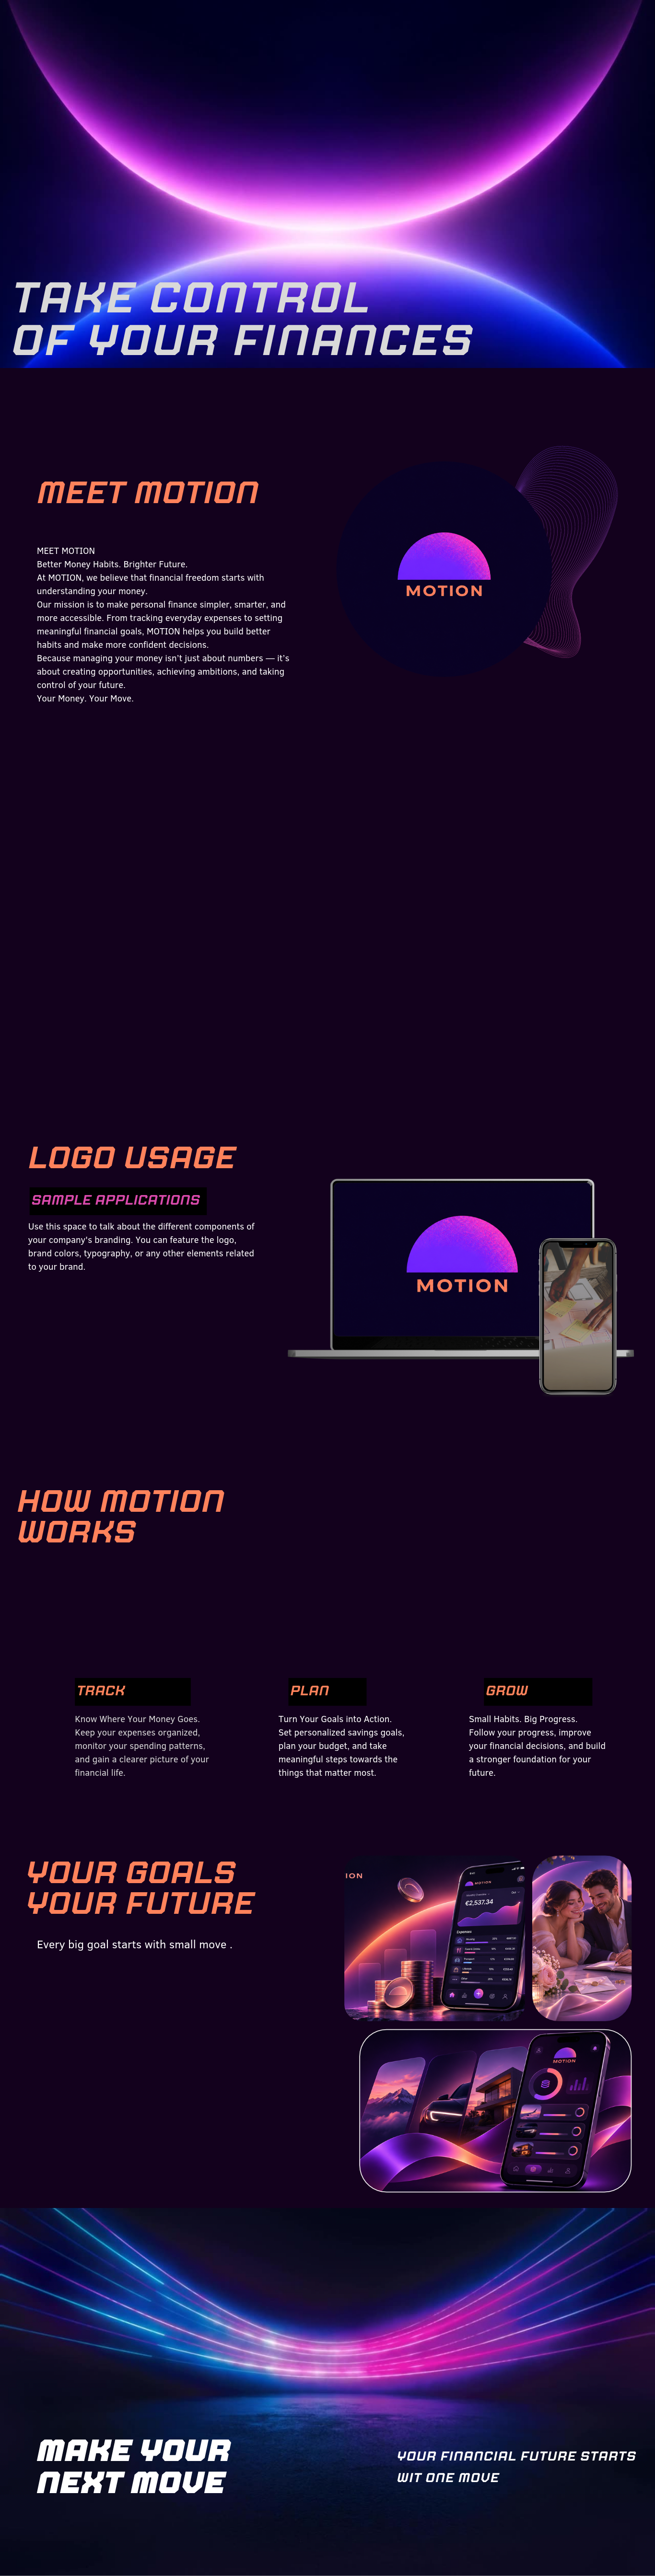 TAKE CONTROL
OF YOUR FINANCES
MEET MOTION
MEET MOTION
Better Money Habits. Brighter Future.
At MOTION, we believe that financial freedom starts with
understanding your money.
Our mission is to make personal finance simpler, smarter, and
more accessible. From tracking everyday expenses to setting
meaningful financial goals, MOTION helps you build better
habits and make more confident decisions.
Because managing your money isn't just about numbers — it's
about creating opportunities, achieving ambitions, and taking
control of your future.
Your Money. Your Move.
MOTION
LOGO USAGE
SAMPLE APPLICATIONS
Use this space to talk about the different components of
your company's branding. You can feature the logo,
brand colors, typography, or any other elements related
to your brand.
MOTION
HOW MOTION
WORKS
TRACK
Know Where Your Money Goes.
Keep your expenses organized,
monitor your spending patterns,
and gain a clearer picture of your
financial life.
PLAN
Turn Your Goals into Action.
Set personalized savings goals,
plan your budget, and take
meaningful steps towards the
things that matter most.
GROW
Small Habits. Big Progress.
Follow your progress, improve
your financial decisions, and build
a stronger foundation for your
future.
YOUR GOALS
YOUR FUTURE
Every big goal starts with small move .
ION
MOTION
€2,537.34
Expenses
MOTION
MAKE YOUR
NEXT MOVE
YOUR FINANCIAL FUTURE STARTS
WIT ONE MOVE